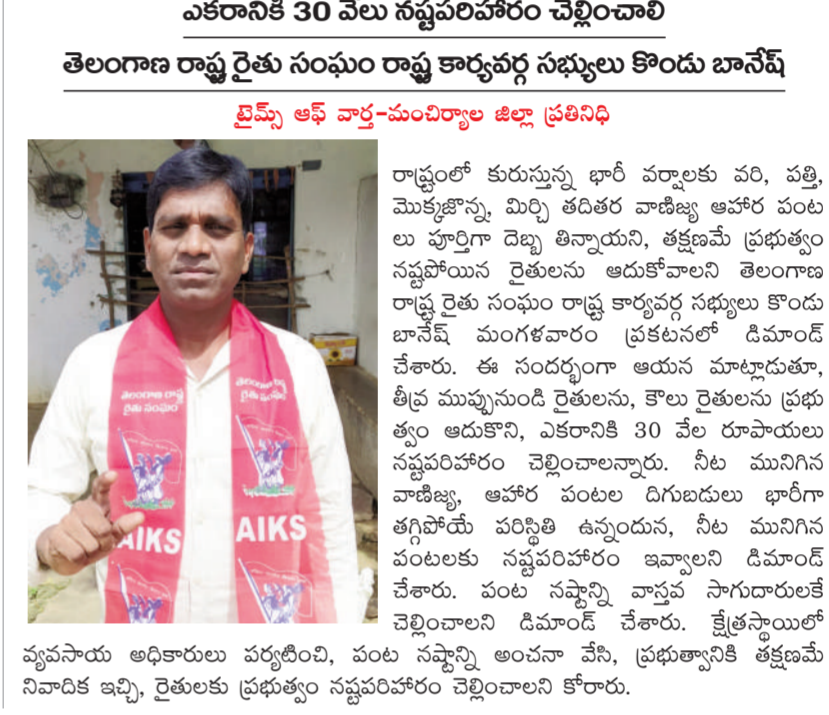 ఎకరానికి 30 వేలు నష్టపరిహారం చెల్లించాలి
తెలంగాణ రాష్ట్ర రైతు సంఘం రాష్ట్ర కార్యవర్గ సభ్యులు కొండు బానేష్
టైమ్స్ ఆఫ్ వార్త-మంచిర్యాల జిల్లా ప్రతినిధి
రాష్ట్రంలో కురుస్తున్న భారీ వర్షాలకు వరి, పత్తి,
మొక్కజొన్న, మిర్చి తదితర వాణిజ్య ఆహార పంట
లు పూర్తిగా దెబ్బ తిన్నాయని, తక్షణమే ప్రభుత్వం
నష్టపోయిన రైతులను ఆదుకోవాలని తెలంగాణ
రాష్ట్ర రైతు సంఘం రాష్ట్ర కార్యవర్గ సభ్యులు కొండు
బానేష్ మంగళవారం ప్రకటనలో డిమాండ్
చేశారు. ఈ సందర్భంగా ఆయన మాట్లాడుతూ,
తీవ్ర ముప్పునుండి రైతులను, కౌలు రైతులను ప్రభు
త్వం ఆదుకొని, ఎకరానికి 30 వేల రూపాయలు
నష్టపరిహారం చెల్లించాలన్నారు. నీట మునిగిన
వాణిజ్య, ఆహార పంటల దిగుబడులు భారీగా
తగ్గిపోయే పరిస్థితి ఉన్నందున, నీట మునిగిన
పంటలకు నష్టపరిహారం ఇవ్వాలని డిమాండ్
చేశారు. పంట నష్టాన్ని వాస్తవ సాగుదారులకే
చెల్లించాలని డిమాండ్ చేశారు. క్షేత్రస్థాయిలో
వ్యవసాయ అధికారులు పర్యటించి, పంట నష్టాన్ని అంచనా వేసి, ప్రభుత్వానికి తక్షణమే
నివాదిక ఇచ్చి, రైతులకు ప్రభుత్వం నష్టపరిహారం చెల్లించాలని కోరారు.
తెలంగాణ రాష్ట్ర
రైతు సంఘం
AIKS
తెలంగాణ రాష్ట్ర
రైతు సంఘం
AIKS